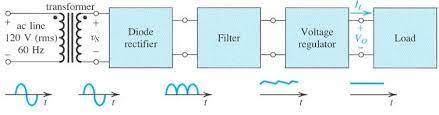 transformer
+
ac line
120 V (rms)
60 Hz
−
+
vS
−
Diode
rectifier
Filter
Voltage
regulator
IL
+
VO
−
Load
t
t
t
t
t